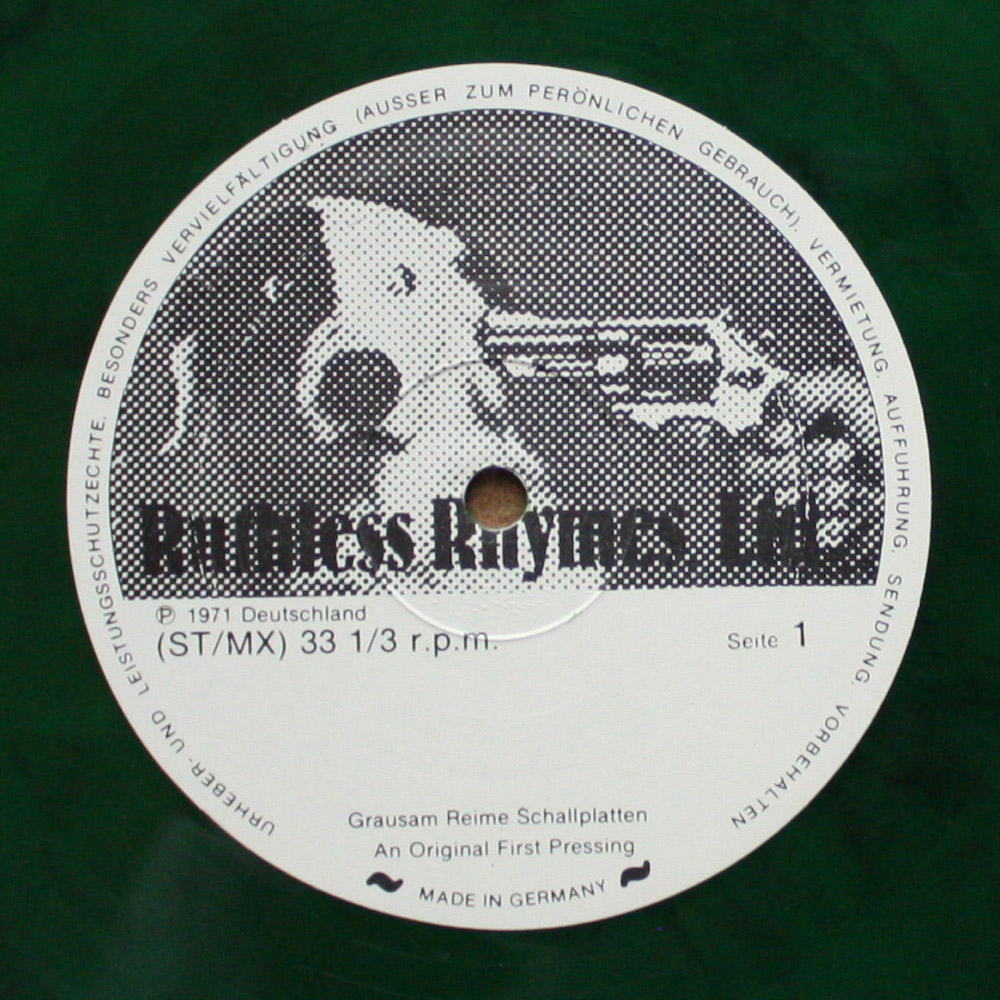 URHEBER- UND LEISTUNGSSCHUTZECHTE. BESONDERS VERVIELFÄLTIGUNG (AUSSER ZUM PERÖNLICHEN GEBRAUCH), VERMIETUNG, AUFFUHRUNG, SENDUNG, VORBEHALTEN
Ruthless Rhymes Ltd.
℗ 1971 Deutschland
(ST/MX) 33 1/3 r.p.m.
Seite 1
Grausam Reime Schallplatten
An Original First Pressing
~ MADE IN GERMANY ~